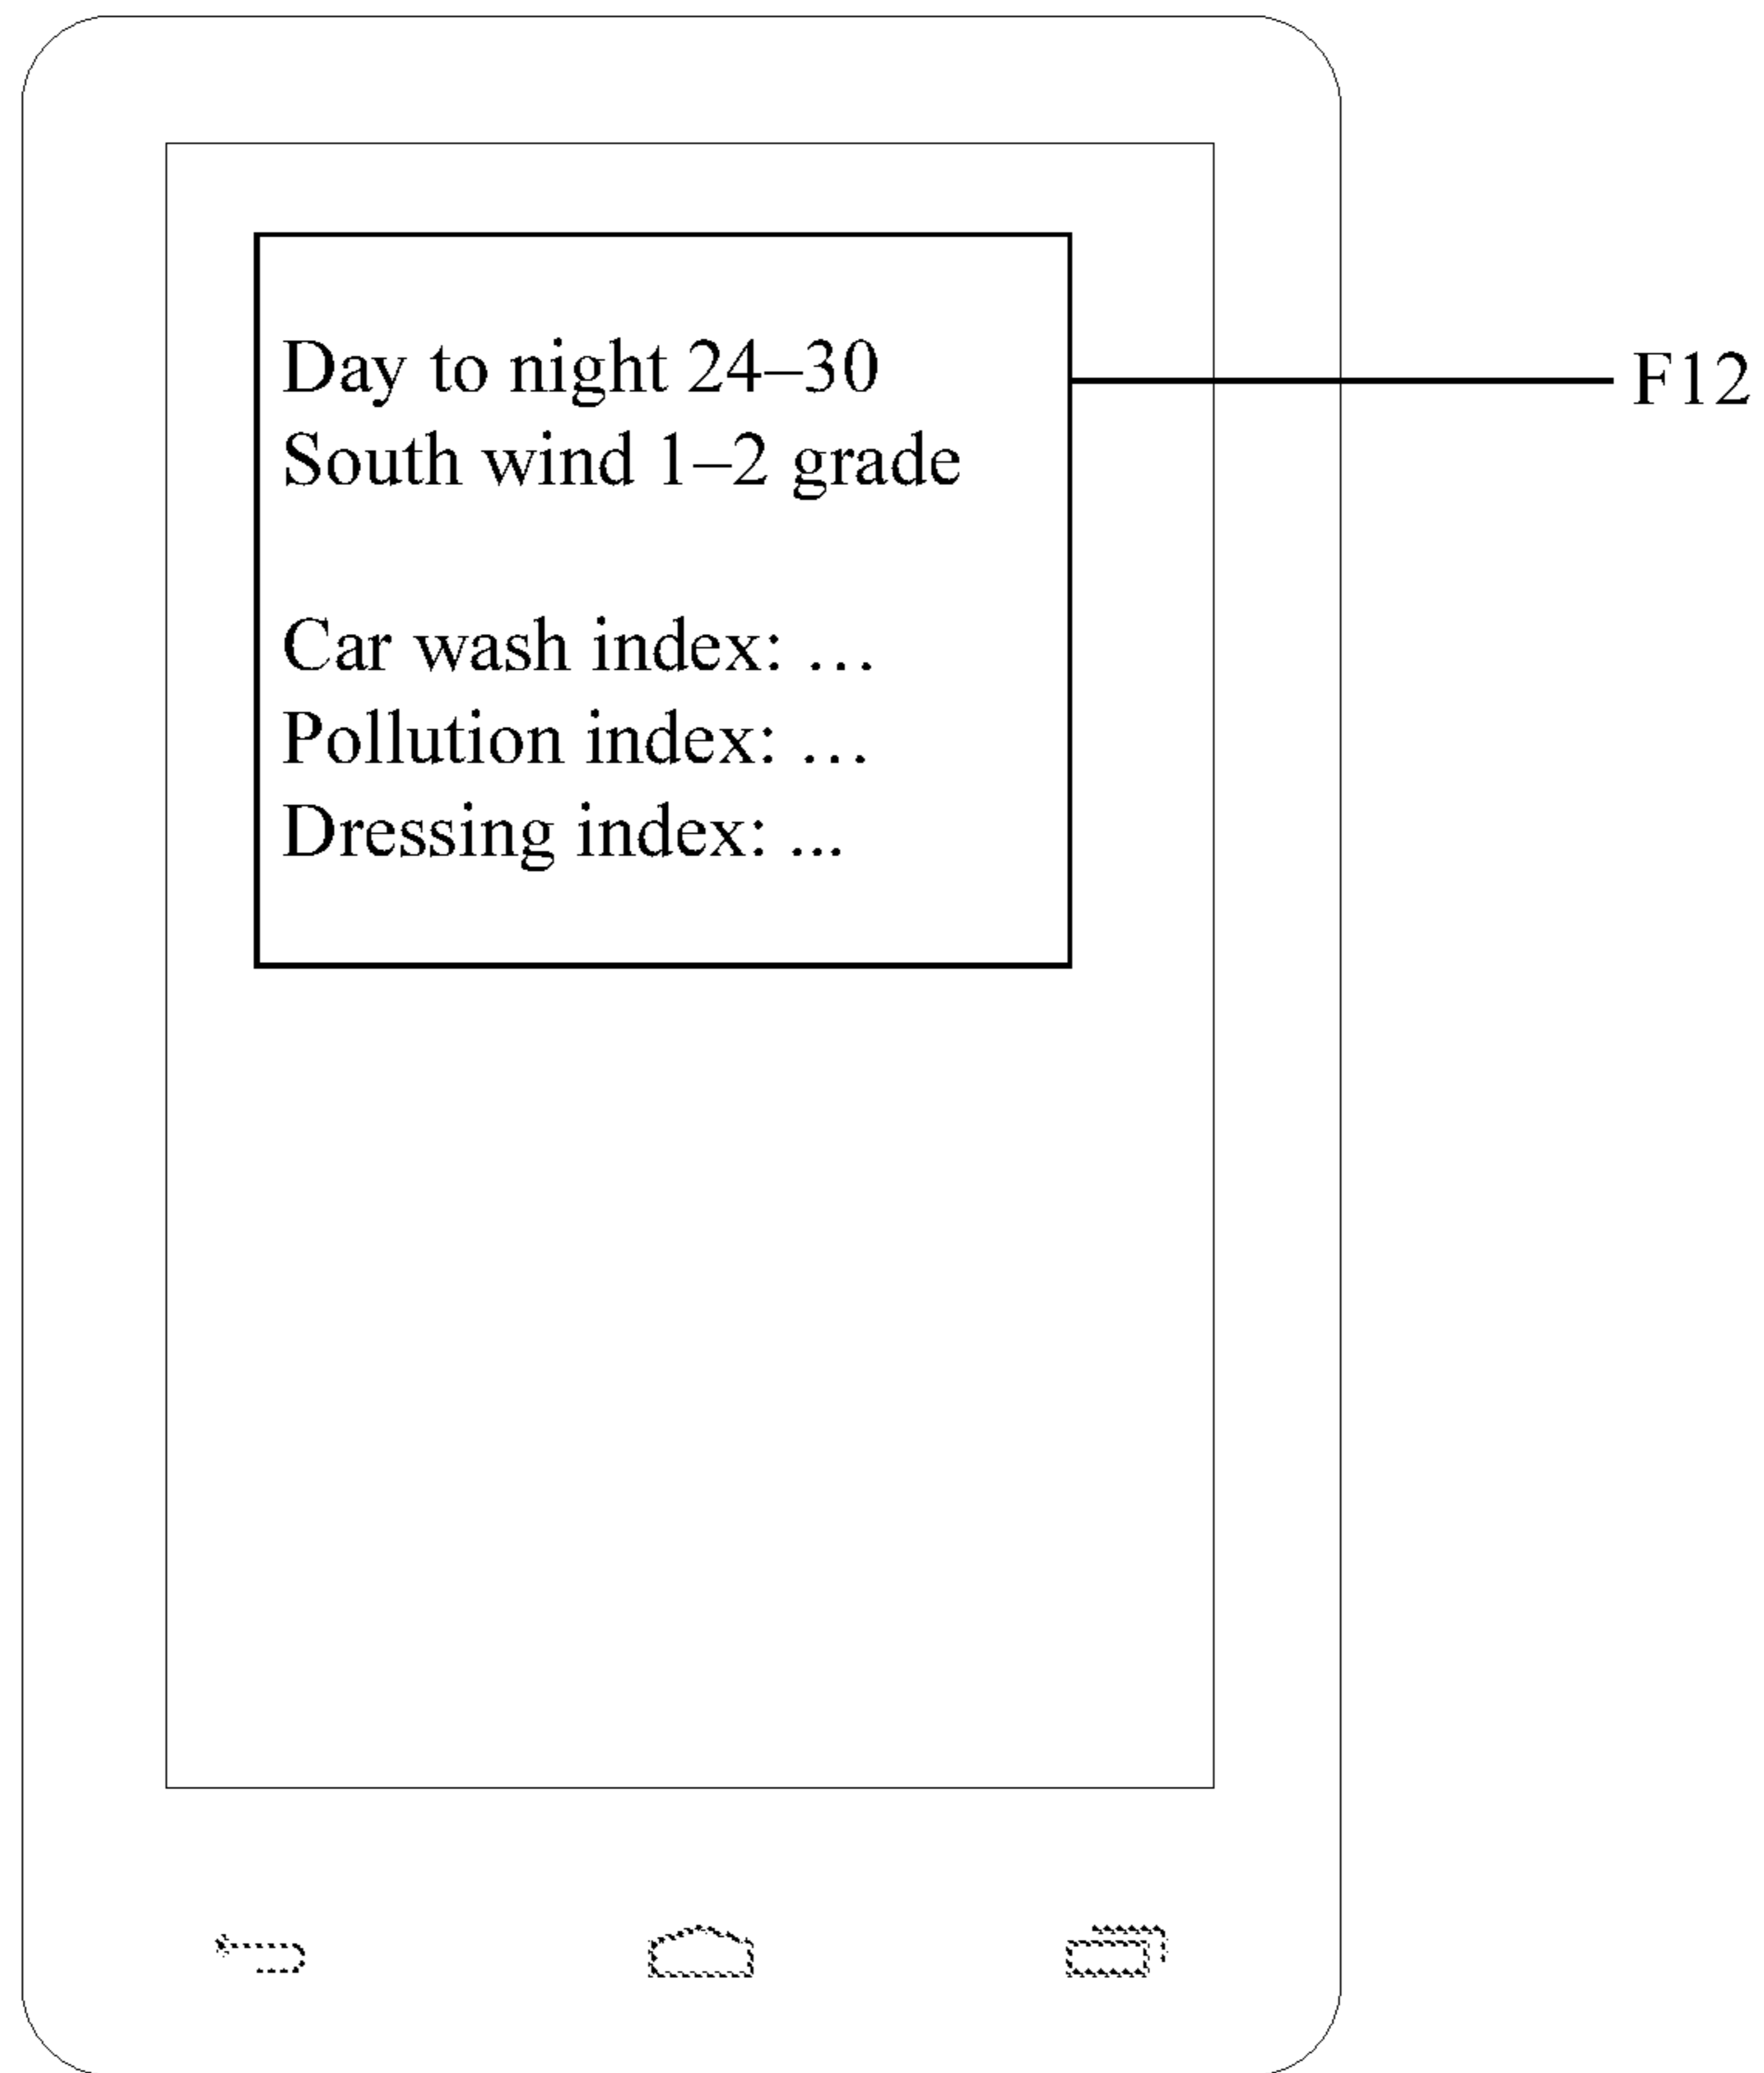 Day to night 24–30
South wind 1–2 grade
Car wash index: ...
Pollution index: ...
Dressing index: ...
F12